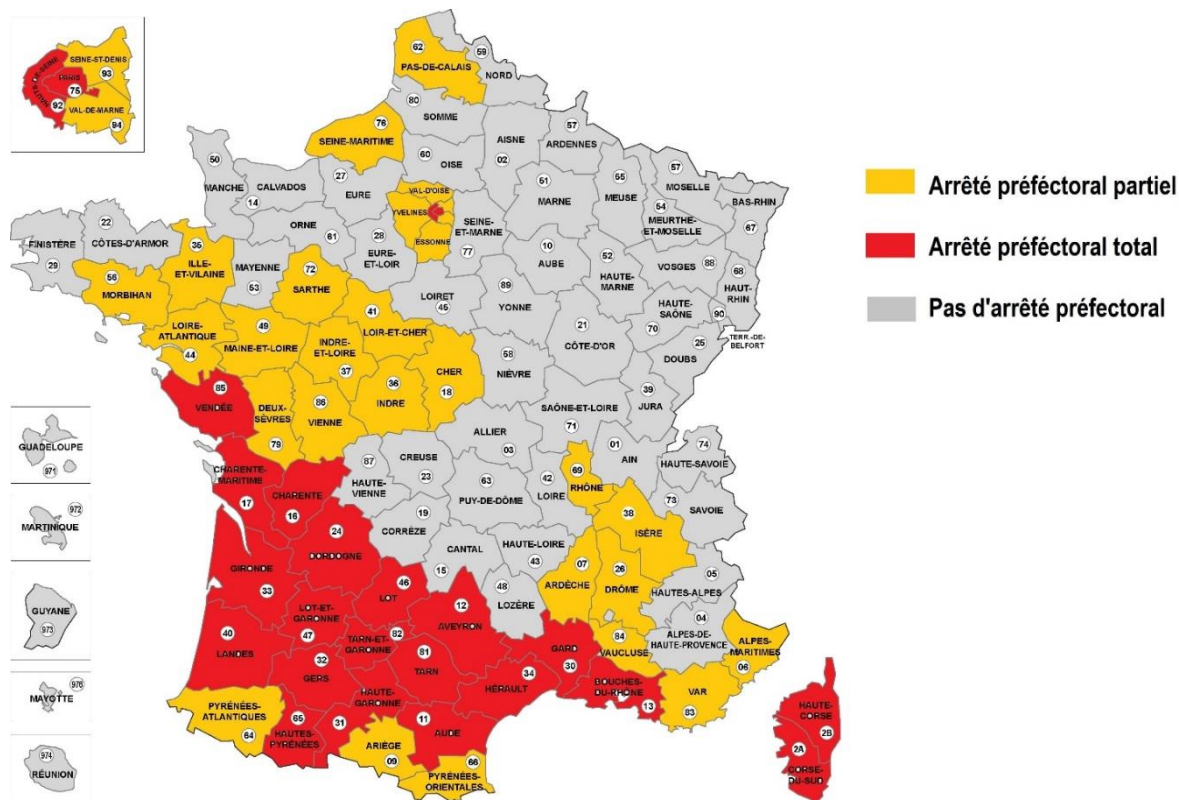 SEINE-ST-DENIS
93
HAUTS-DE-SEINE
PARIS
75
92
VAL-DE-MARNE
94
62
PAS-DE-CALAIS
59
NORD
80
SOMME
76
SEINE-MARITIME
AISNE
02
57
ARDENNES
60
OISE
50
MANCHE
CALVADOS
14
27
EURE
VAL-D'OISE
YVELINES
ESSONNE
SEINE-
ET-MARNE
77
51
MARNE
55
MEUSE
57
MOSELLE
54
MEURTHE-
ET-MOSELLE
BAS-RHIN
67
ORNE
61
28
EURE-
ET-LOIR
10
AUBE
52
HAUTE-
MARNE
VOSGES
88
68
HAUT-
RHIN
FINISTÈRE
29
22
CÔTES-D'ARMOR
35
ILLE-
ET-VILAINE
MAYENNE
53
72
SARTHE
56
MORBIHAN
LOIRET
45
89
YONNE
HAUTE-
SAÔNE
70
90
TERR.-DE-
BELFORT
41
LOIR-ET-CHER
LOIRE-
ATLANTIQUE
44
49
MAINE-ET-LOIRE
INDRE-
ET-LOIRE
37
21
CÔTE-D'OR
25
DOUBS
58
NIÈVRE
CHER
18
36
INDRE
39
JURA
85
VENDÉE
DEUX-
SÈVRES
79
86
VIENNE
SAÔNE-ET-LOIRE
71
ALLIER
03
01
AIN
74
HAUTE-SAVOIE
87
HAUTE-
VIENNE
CREUSE
23
63
PUY-DE-DÔME
42
LOIRE
69
RHÔNE
73
SAVOIE
CHARENTE-
MARITIME
17
CHARENTE
16
19
CORRÈZE
38
ISÈRE
24
DORDOGNE
CANTAL
15
HAUTE-LOIRE
43
07
ARDÈCHE
26
DRÔME
05
HAUTES-ALPES
GIRONDE
33
46
LOT
48
LOZÈRE
LOT-ET-
GARONNE
47
12
AVEYRON
04
ALPES-DE-
HAUTE-PROVENCE
84
VAUCLUSE
ALPES-
MARITIMES
06
40
LANDES
TARN-ET-
GARONNE
82
81
TARN
GARD
30
32
GERS
34
HÉRAULT
BOUCHES-
DU-RHÔNE
13
VAR
83
PYRÉNÉES-
ATLANTIQUES
64
65
HAUTES-
PYRÉNÉES
HAUTE-
GARONNE
31
11
AUDE
ARIÈGE
09
66
PYRÉNÉES-
ORIENTALES
HAUTE-
CORSE
2B
2A
CORSE-
DU-SUD
GUADELOUPE
971
972
MARTINIQUE
GUYANE
973
976
MAYOTTE
974
RÉUNION
Arrêté préféctoral partiel
Arrêté préféctoral total
Pas d'arrêté préfectoral